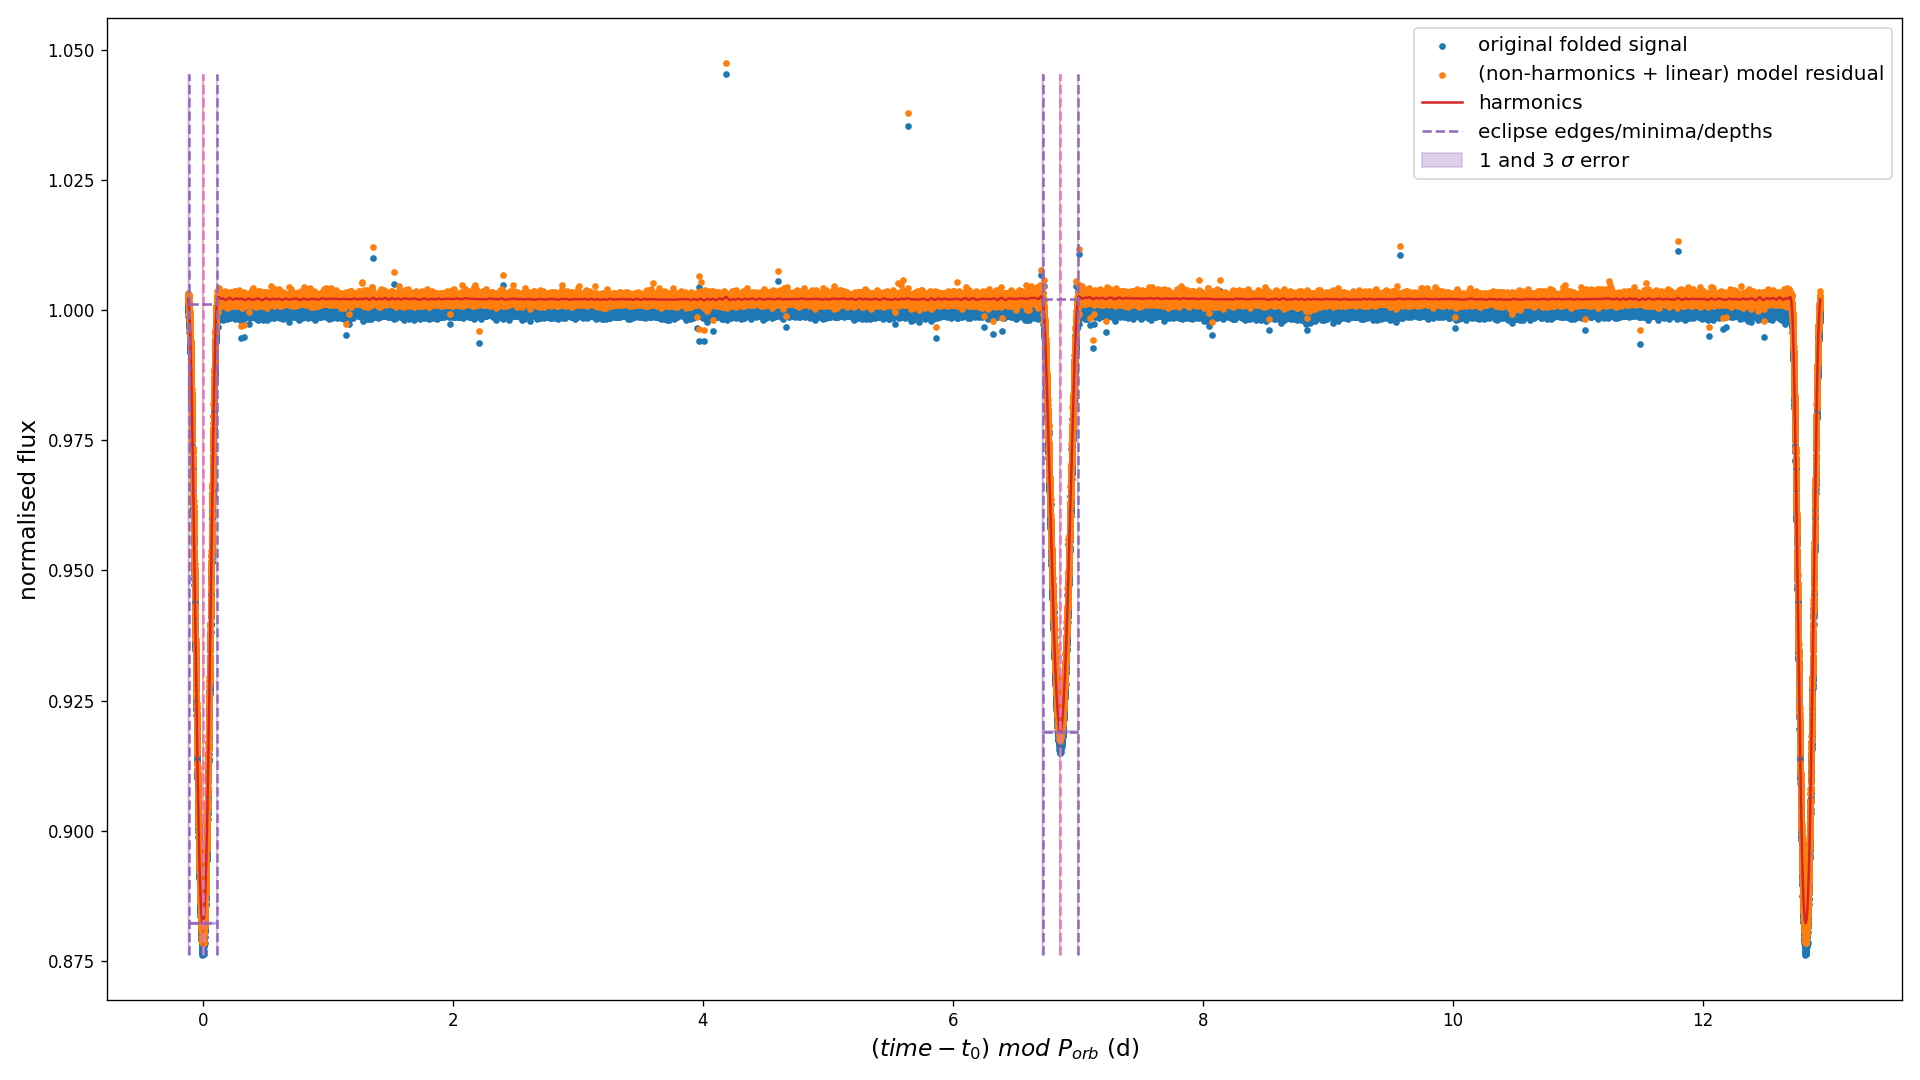 original folded signal
(non-harmonics + linear) model residual
harmonics
eclipse edges/minima/depths
1 and 3 σ error
normalised flux
1.050
1.025
1.000
0.975
0.950
0.925
0.900
0.875
0 2 4 6 8 10 12
(time − t₀) mod Pₒᵣb (d)